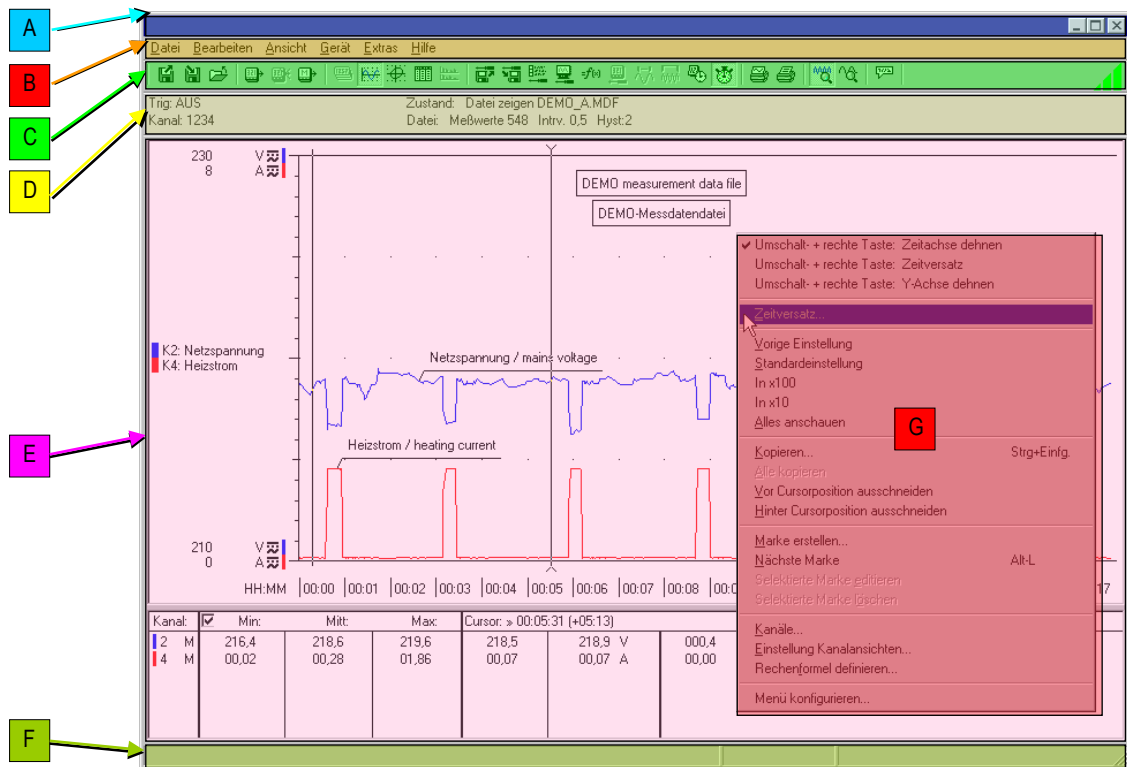 A
B
C
D
E
F
Datei Bearbeiten Ansicht Gerät Extras Hilfe
Trig: AUS Zustand: Datei zeigen DEMO_A.MDF
Kanal: 1234 Datei: Meßwerte 548 Intrv. 0,5 Hyst:2
230 V
8 A
DEMO measurement data file
DEMO-Messdatendatei
K2: Netzspannung
K4: Heizstrom
Netzspannung / mains voltage
Heizstrom / heating current
210 V
0 A
HH:MM 00:00 00:01 00:02 00:03 00:04 00:05 00:06 00:07 00:08 17
Kanal: Min: Mitt: Max: Cursor: » 00:05:31 (+05:13)
2 M 216,4 218,6 219,6 218,5 218,9 V 000,4
4 M 00,02 00,28 01,86 00,07 00,07 A 00,00
Umschalt- + rechte Taste: Zeitachse dehnen
Umschalt- + rechte Taste: Zeitversatz
Umschalt- + rechte Taste: Y-Achse dehnen
Zeitversatz...
Vorige Einstellung
Standardeinstellung
In x100
In x10
Alles anschauen
G
Kopieren... Strg+Einfg.
Alle kopieren
Vor Cursorposition ausschneiden
Hinter Cursorposition ausschneiden
Marke erstellen...
Nächste Marke Alt-L
Selektierte Marke editieren
Selektierte Marke löschen
Kanäle...
Einstellung Kanalansichten...
Rechenformel definieren...
Menü konfigurieren...